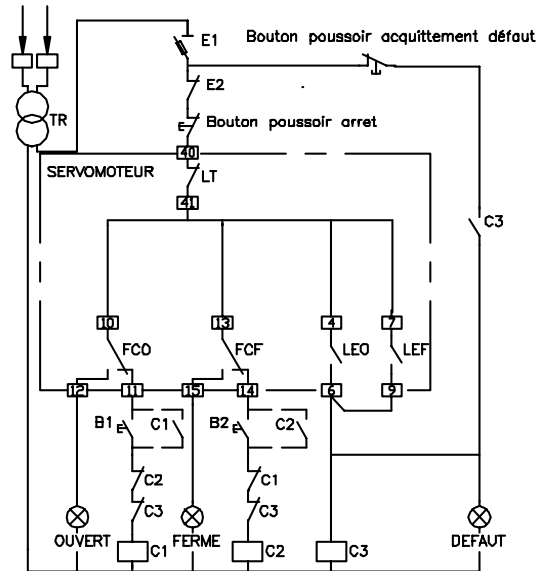 E1
Bouton poussoir acquittement défaut
E2
TR
Bouton poussoir arret
40
SERVOMOTEUR
LT
41
C3
10
13
4
7
FCO
FCF
LEO
LEF
12
11
15
14
6
9
B1
C1
B2
C2
C2
C1
C3
C3
OUVERT
C1
FERME
C2
C3
DEFAUT